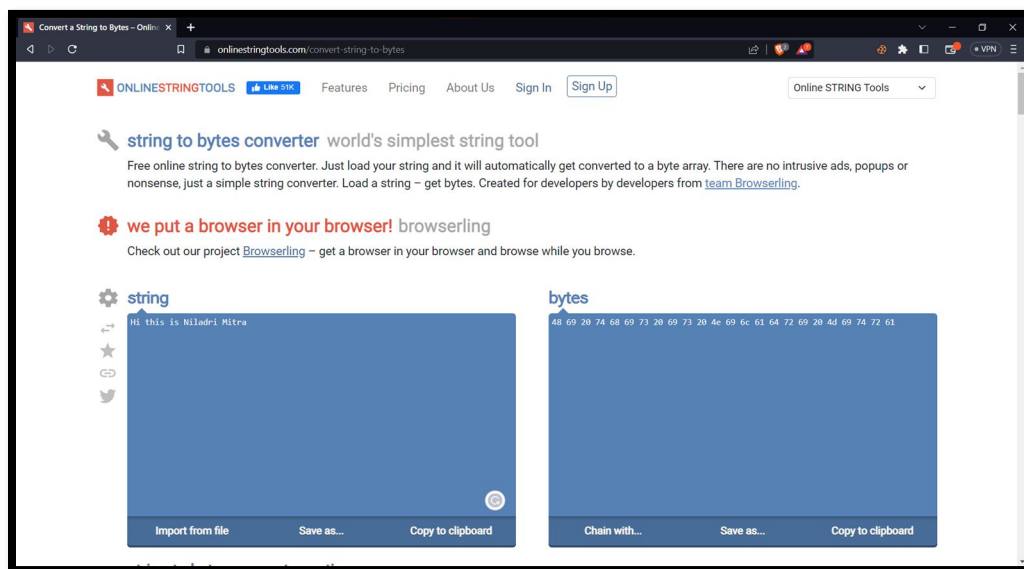 Convert a String to Bytes – Onlin
onlinestringtools.com/convert-string-to-bytes
VPN
ONLINESTRINGTOOLS
Like 51K
Features
Pricing
About Us
Sign In
Sign Up
Online STRING Tools
string to bytes converter world's simplest string tool
Free online string to bytes converter. Just load your string and it will automatically get converted to a byte array. There are no intrusive ads, popups or
nonsense, just a simple string converter. Load a string – get bytes. Created for developers by developers from team Browserling.
we put a browser in your browser! browserling
Check out our project Browserling – get a browser in your browser and browse while you browse.
string
Hi this is Niladri Mitra
Import from file
Save as...
Copy to clipboard
bytes
48 69 20 74 68 69 73 20 69 73 20 4e 69 6c 61 64 72 69 20 4d 69 74 72 61
Chain with...
Save as...
Copy to clipboard